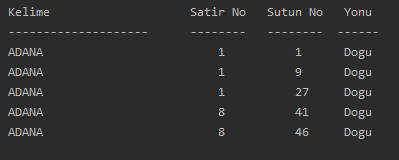 Kelime Satir No Sutun No Yonu
-------------------- -------- -------- ------
ADANA 1 1 Dogu
ADANA 1 9 Dogu
ADANA 1 27 Dogu
ADANA 8 41 Dogu
ADANA 8 46 Dogu